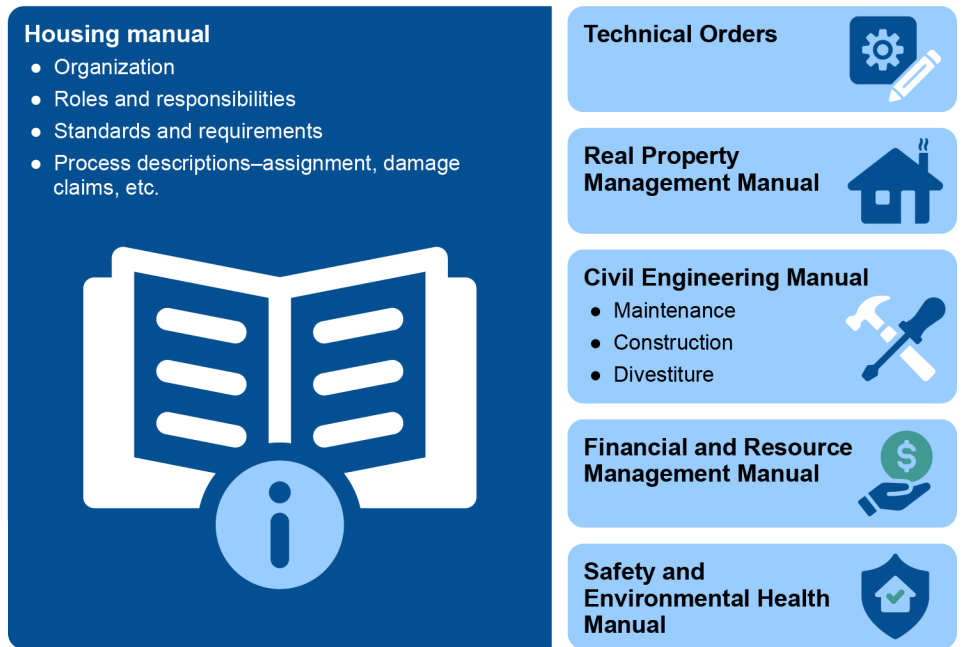 Housing manual
● Organization
● Roles and responsibilities
● Standards and requirements
● Process descriptions–assignment, damage
claims, etc.
Technical Orders
Real Property
Management Manual
Civil Engineering Manual
● Maintenance
● Construction
● Divestiture
Financial and Resource
Management Manual
$
Safety and
Environmental Health
Manual
i